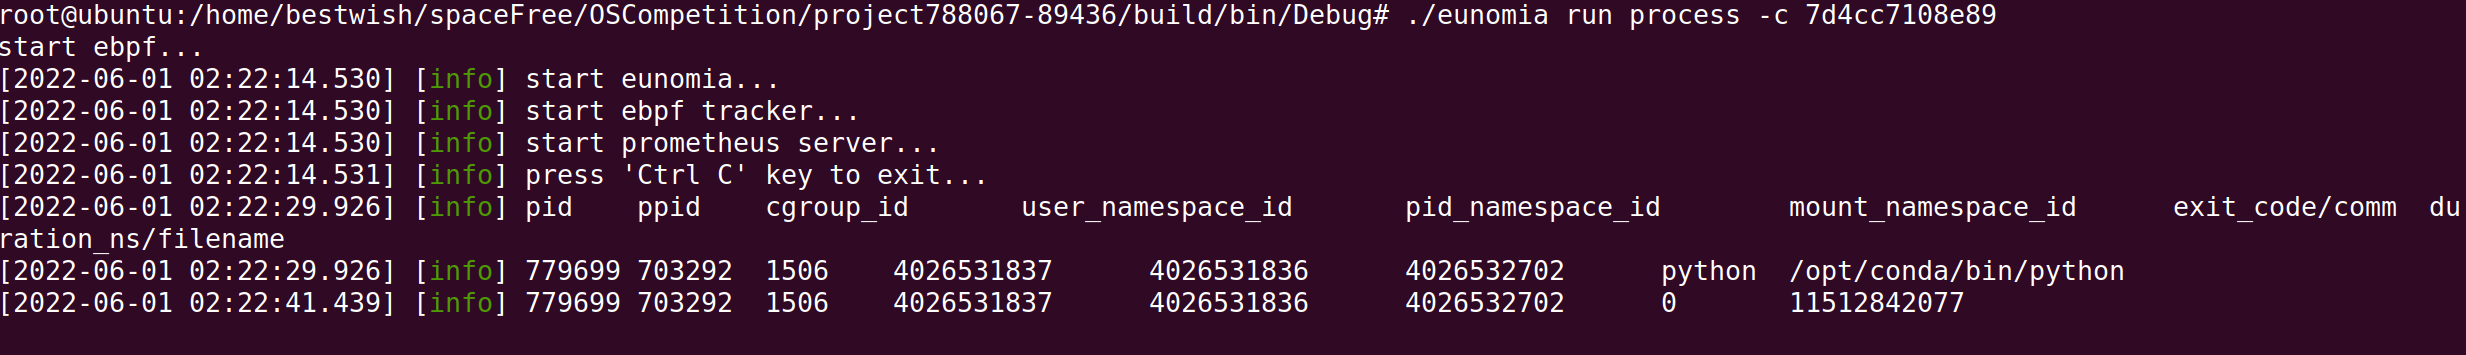 root@ubuntu:/home/bestwish/spaceFree/OSCompetition/project788067-89436/build/bin/Debug# ./eunomia run process -c 7d4cc7108e89
start ebpf...
[2022-06-01 02:22:14.530] [info] start eunomia...
[2022-06-01 02:22:14.530] [info] start ebpf tracker...
[2022-06-01 02:22:14.530] [info] start prometheus server...
[2022-06-01 02:22:14.531] [info] press 'Ctrl C' key to exit...
[2022-06-01 02:22:29.926] [info] pid    ppid    cgroup_id       user_namespace_id       pid_namespace_id        mount_namespace_id      exit_code/comm  du
ration_ns/filename
[2022-06-01 02:22:29.926] [info] 779699 703292  1506    4026531837      4026531836      4026532702      python  /opt/conda/bin/python
[2022-06-01 02:22:41.439] [info] 779699 703292  1506    4026531837      4026531836      4026532702      0       11512842077